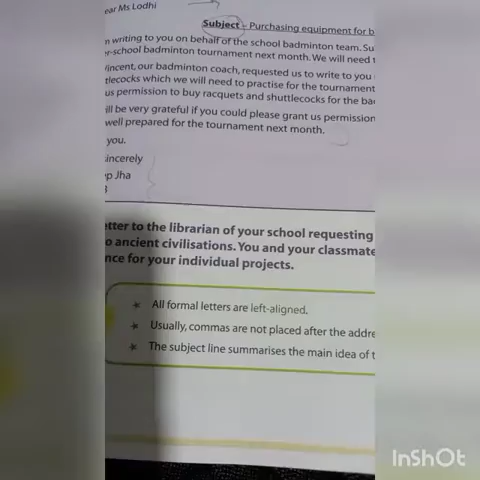 ear Ms Lodhi
Subject – Purchasing equipment for b
n writing to you on behalf of the school badminton team. Su
r-school badminton tournament next month. We will need
incent, our badminton coach, requested us to write to you
tlecocks which we will need to practise for the tournament
us permission to buy racquets and shuttlecocks for the ba
ill be very grateful if you could please grant us permission
well prepared for the tournament next month.
you.
incerely
p Jha
etter to the librarian of your school requesting
o ancient civilisations. You and your classmate
nce for your individual projects.
* All formal letters are left-aligned.
* Usually, commas are not placed after the addre
* The subject line summarises the main idea of t
InShOt